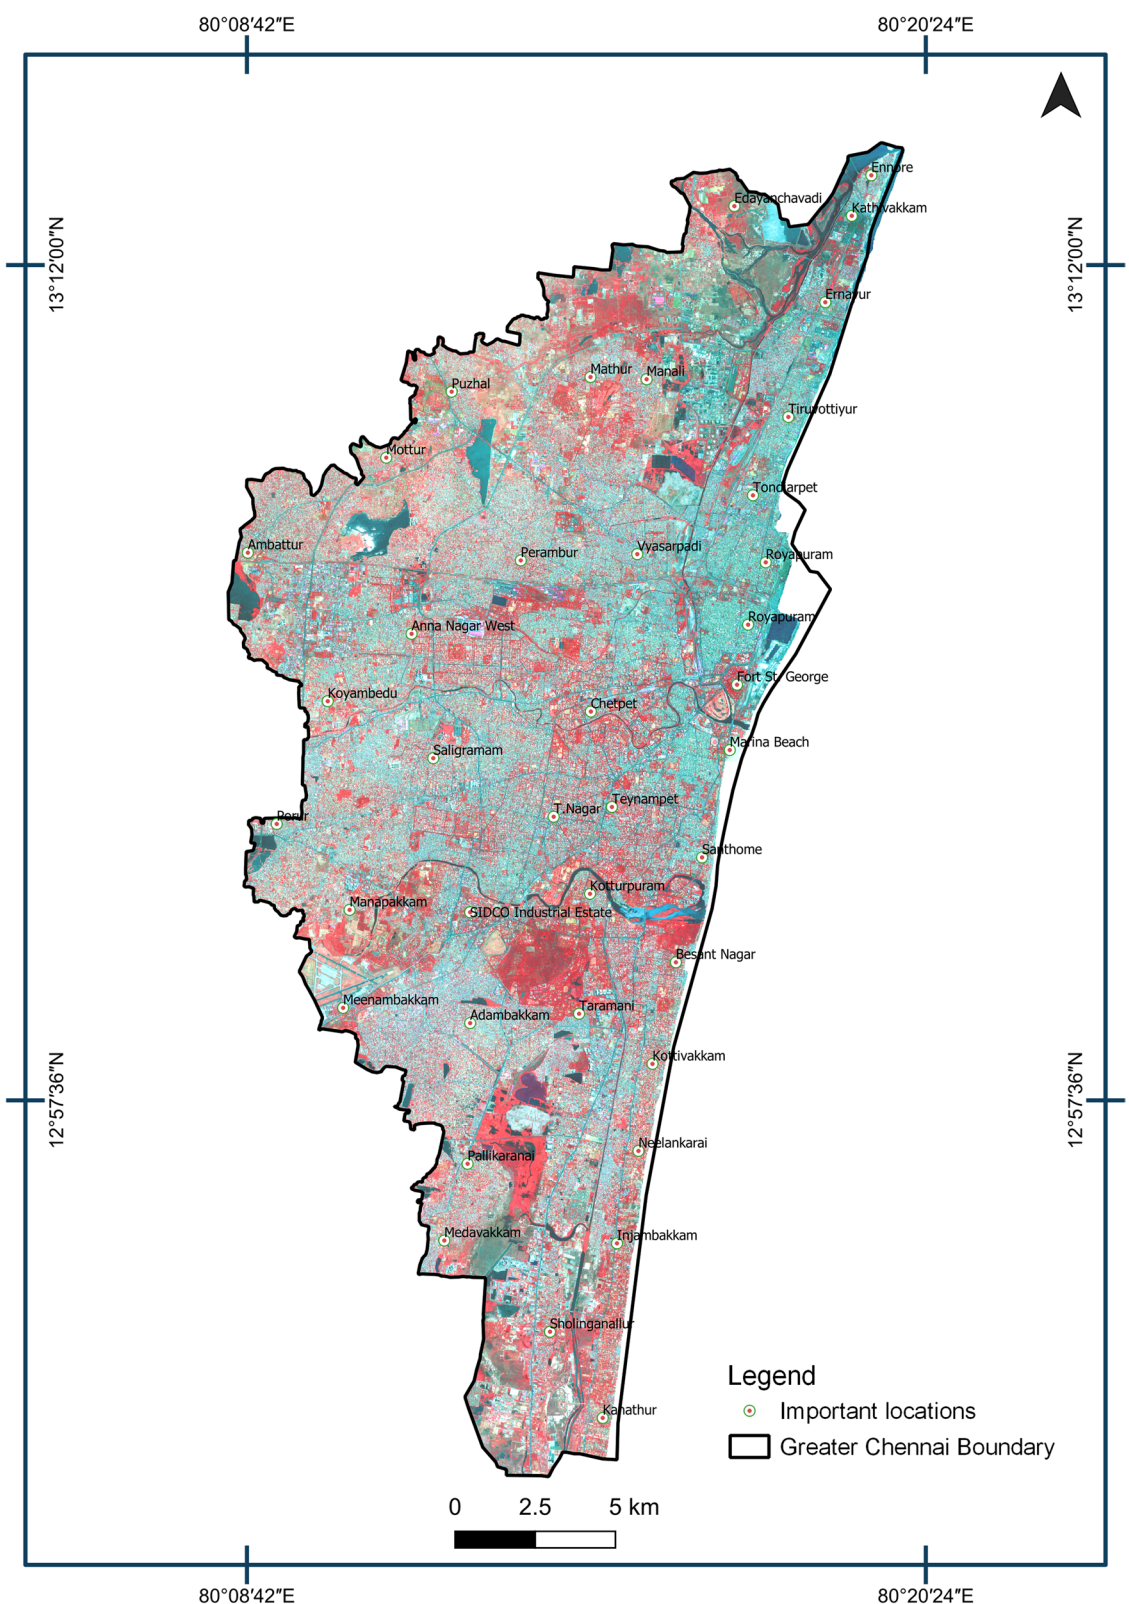 80°08′42″E 80°20′24″E
Ennore
Edayanchavadi
Kathivakkam
13°12′00″N 13°12′00″N
Ernavur
Mathur Manali
Puzhal
Tiruvottiyur
Mottur
Tondiarpet
Ambattur
Vyasarpadi
Perambur
Royapuram
Royapuram
Anna Nagar West
Fort St. George
Koyambedu
Chetpet
Marina Beach
Saligramam
Teynampet
T.Nagar
Porur
Santhome
Kotturpuram
Manapakkam
SIDCO Industrial Estate
Besant Nagar
Meenambakkam
Taramani
Adambakkam
Kottivakkam
12°57′36″N 12°57′36″N
Neelankarai
Pallikaranai
Medavakkam
Injambakkam
Sholinganallur
Legend
Kanathur
Important locations
Greater Chennai Boundary
0 2.5 5 km
80°08′42″E 80°20′24″E